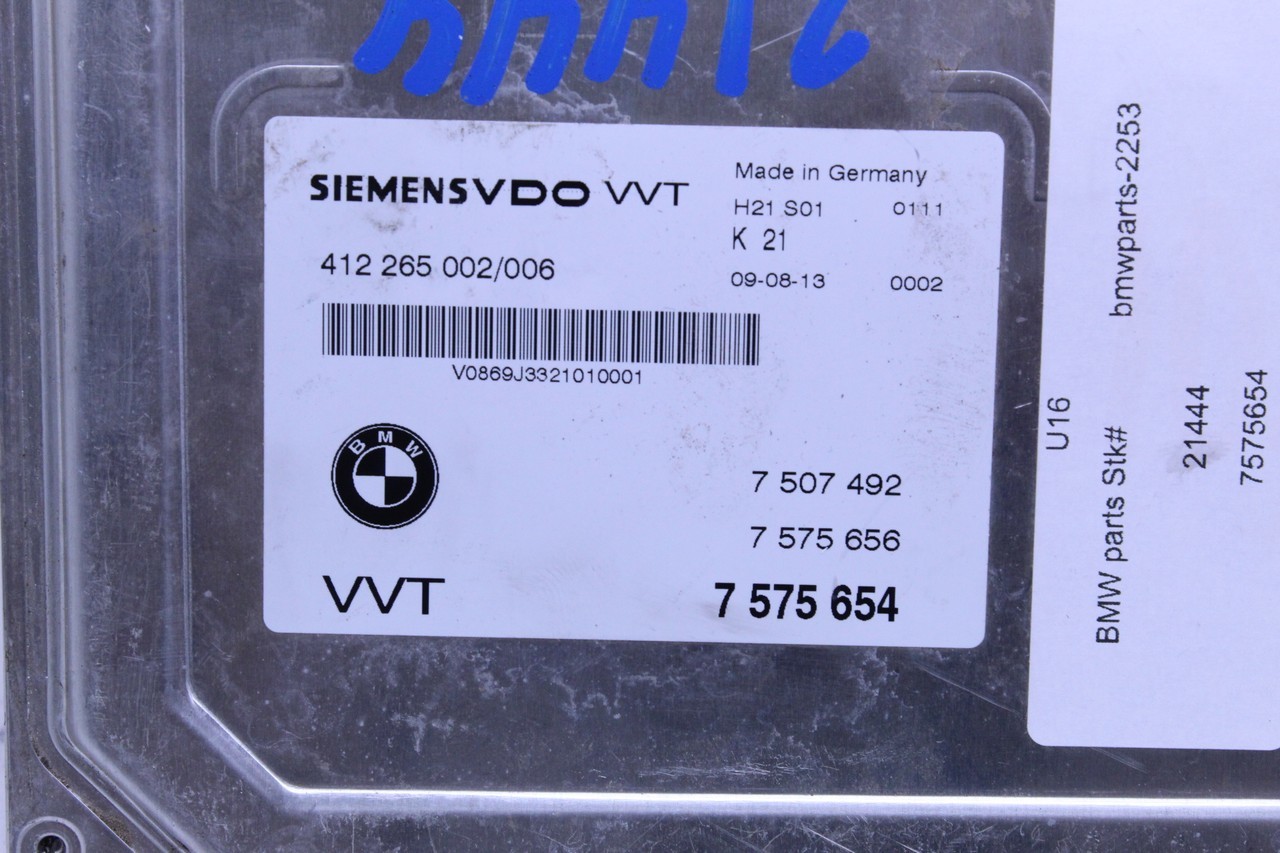 SIEMENSVDO VVT
Made in Germany
H21 S01 0111
K 21
412 265 002/006
09-08-13 0002
V0869J3321010001
BMW
7 507 492
7 575 656
VVT 7 575 654
U16
BMW parts Stk# bmwparts-2253
21444
7575654